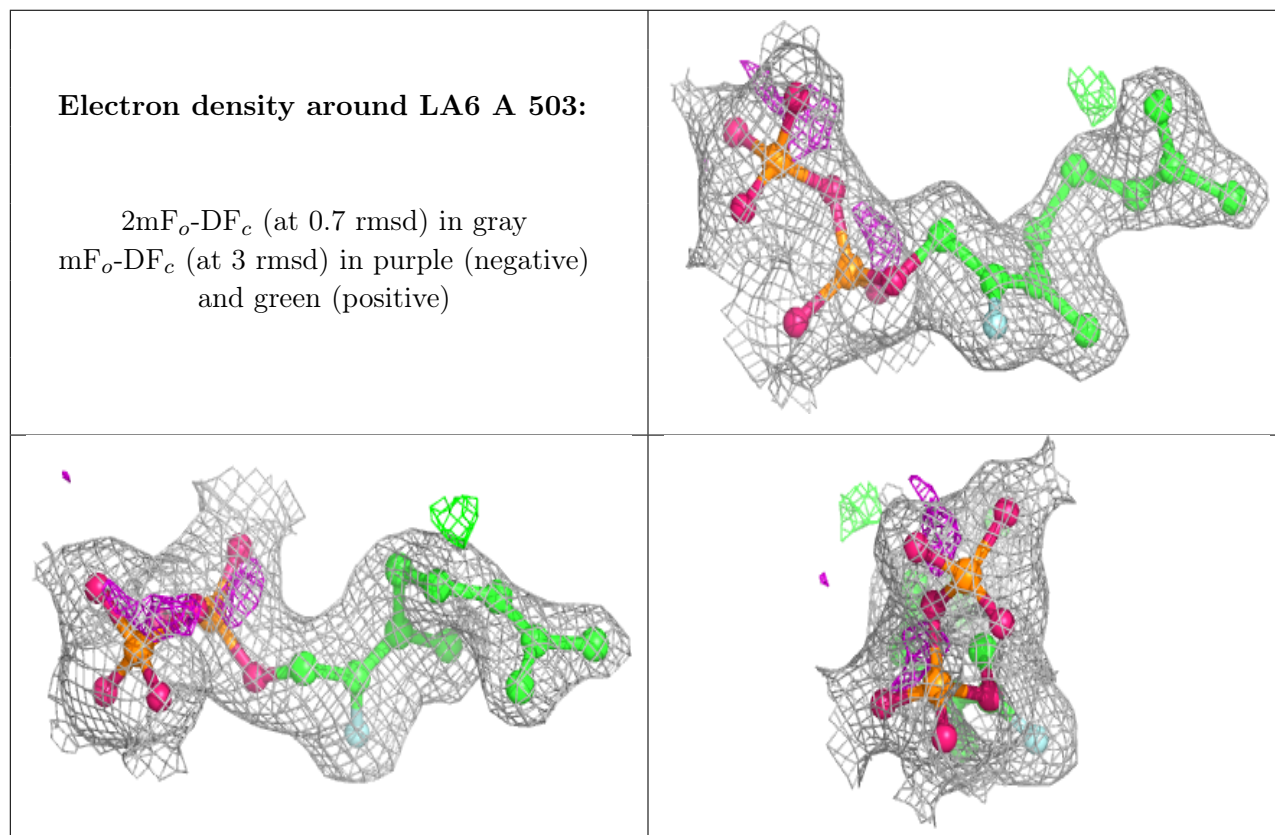 Electron density around LA6 A 503:
2mFₒ-DF𝒸 (at 0.7 rmsd) in gray
mFₒ-DF𝒸 (at 3 rmsd) in purple (negative)
and green (positive)